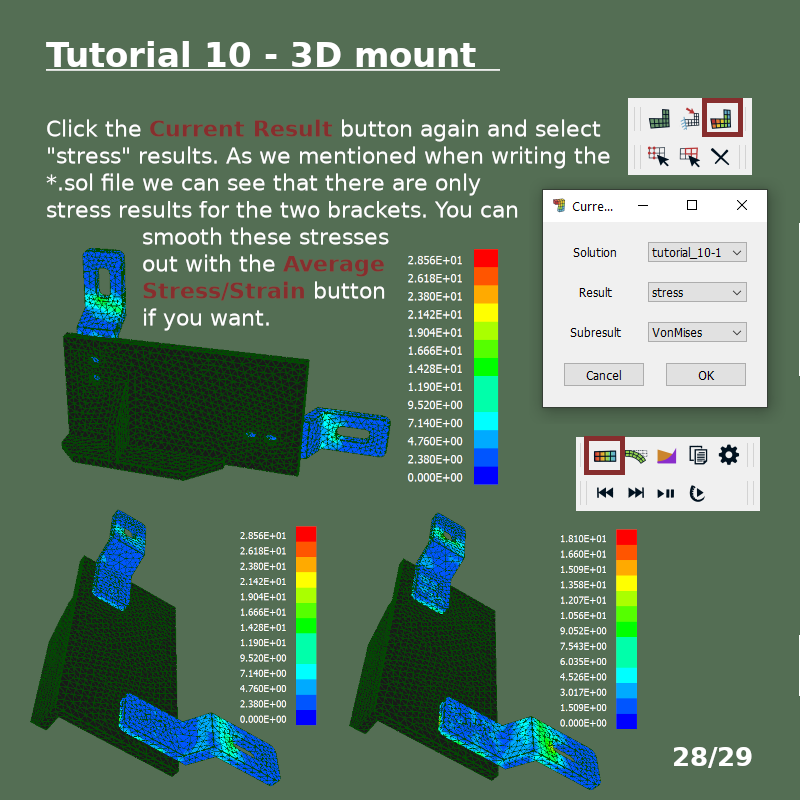 Tutorial 10 - 3D mount
Click the Current Result button again and select
"stress" results. As we mentioned when writing the
*.sol file we can see that there are only
stress results for the two brackets. You can
smooth these stresses
out with the Average
Stress/Strain button
if you want.
Curre...
Solution
tutorial_10-1
Result
stress
Subresult
VonMises
Cancel
OK
2.856E+01
2.618E+01
2.380E+01
2.142E+01
1.904E+01
1.666E+01
1.428E+01
1.190E+01
9.520E+00
7.140E+00
4.760E+00
2.380E+00
0.000E+00
2.856E+01
2.618E+01
2.380E+01
2.142E+01
1.904E+01
1.666E+01
1.428E+01
1.190E+01
9.520E+00
7.140E+00
4.760E+00
2.380E+00
0.000E+00
1.810E+01
1.660E+01
1.509E+01
1.358E+01
1.207E+01
1.056E+01
9.052E+00
7.543E+00
6.035E+00
4.526E+00
3.017E+00
1.509E+00
0.000E+00
28/29